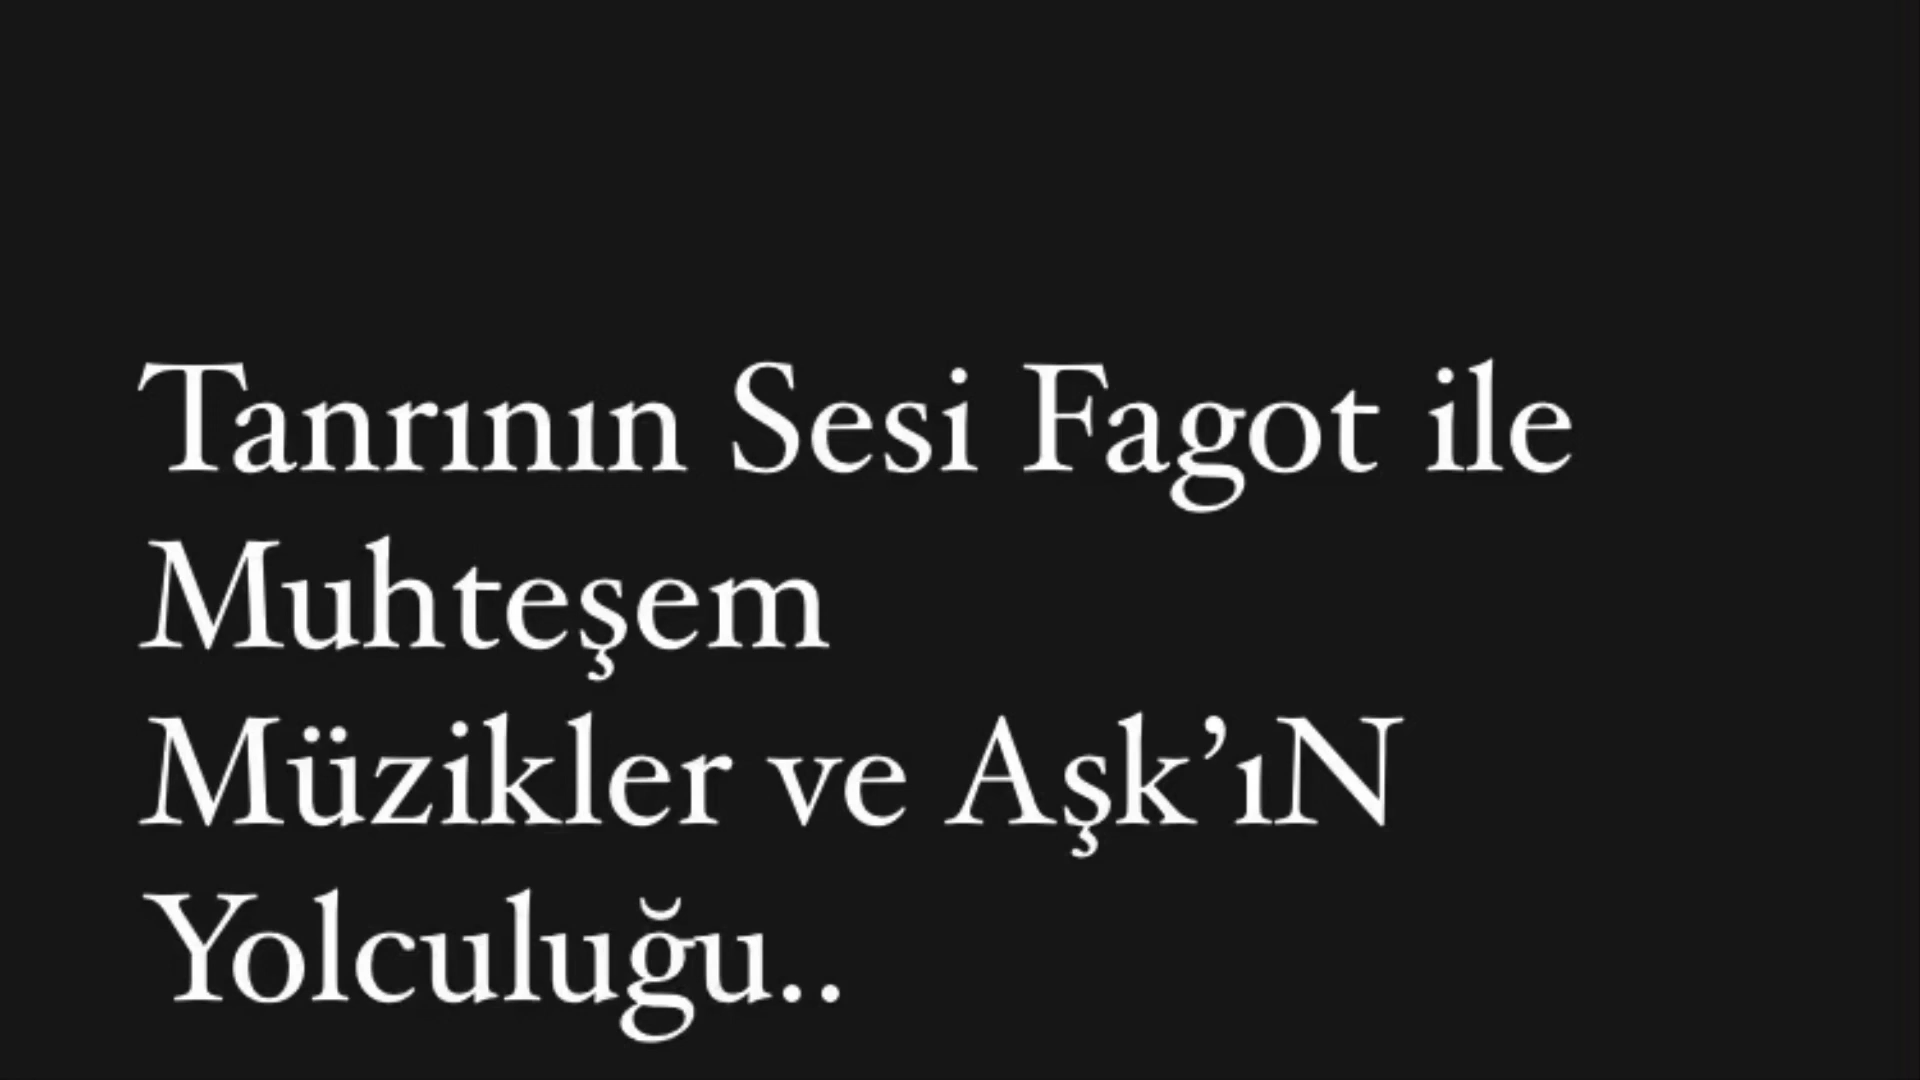 Tanrının Sesi Fagot ile
Muhteşem
Müzikler ve Aşk’ıN
Yolculuğu..